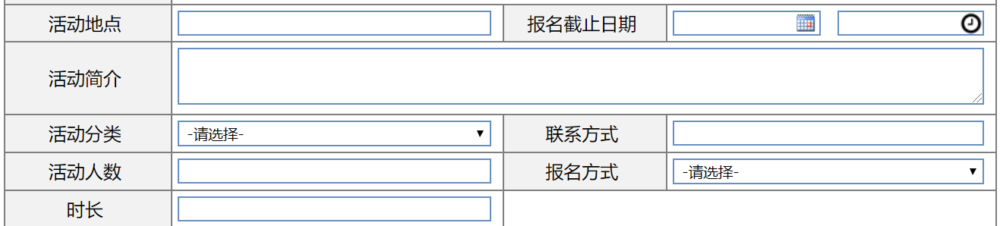 活动地点
报名截止日期
活动简介
活动分类
-请选择-
联系方式
活动人数
报名方式
-请选择-
时长